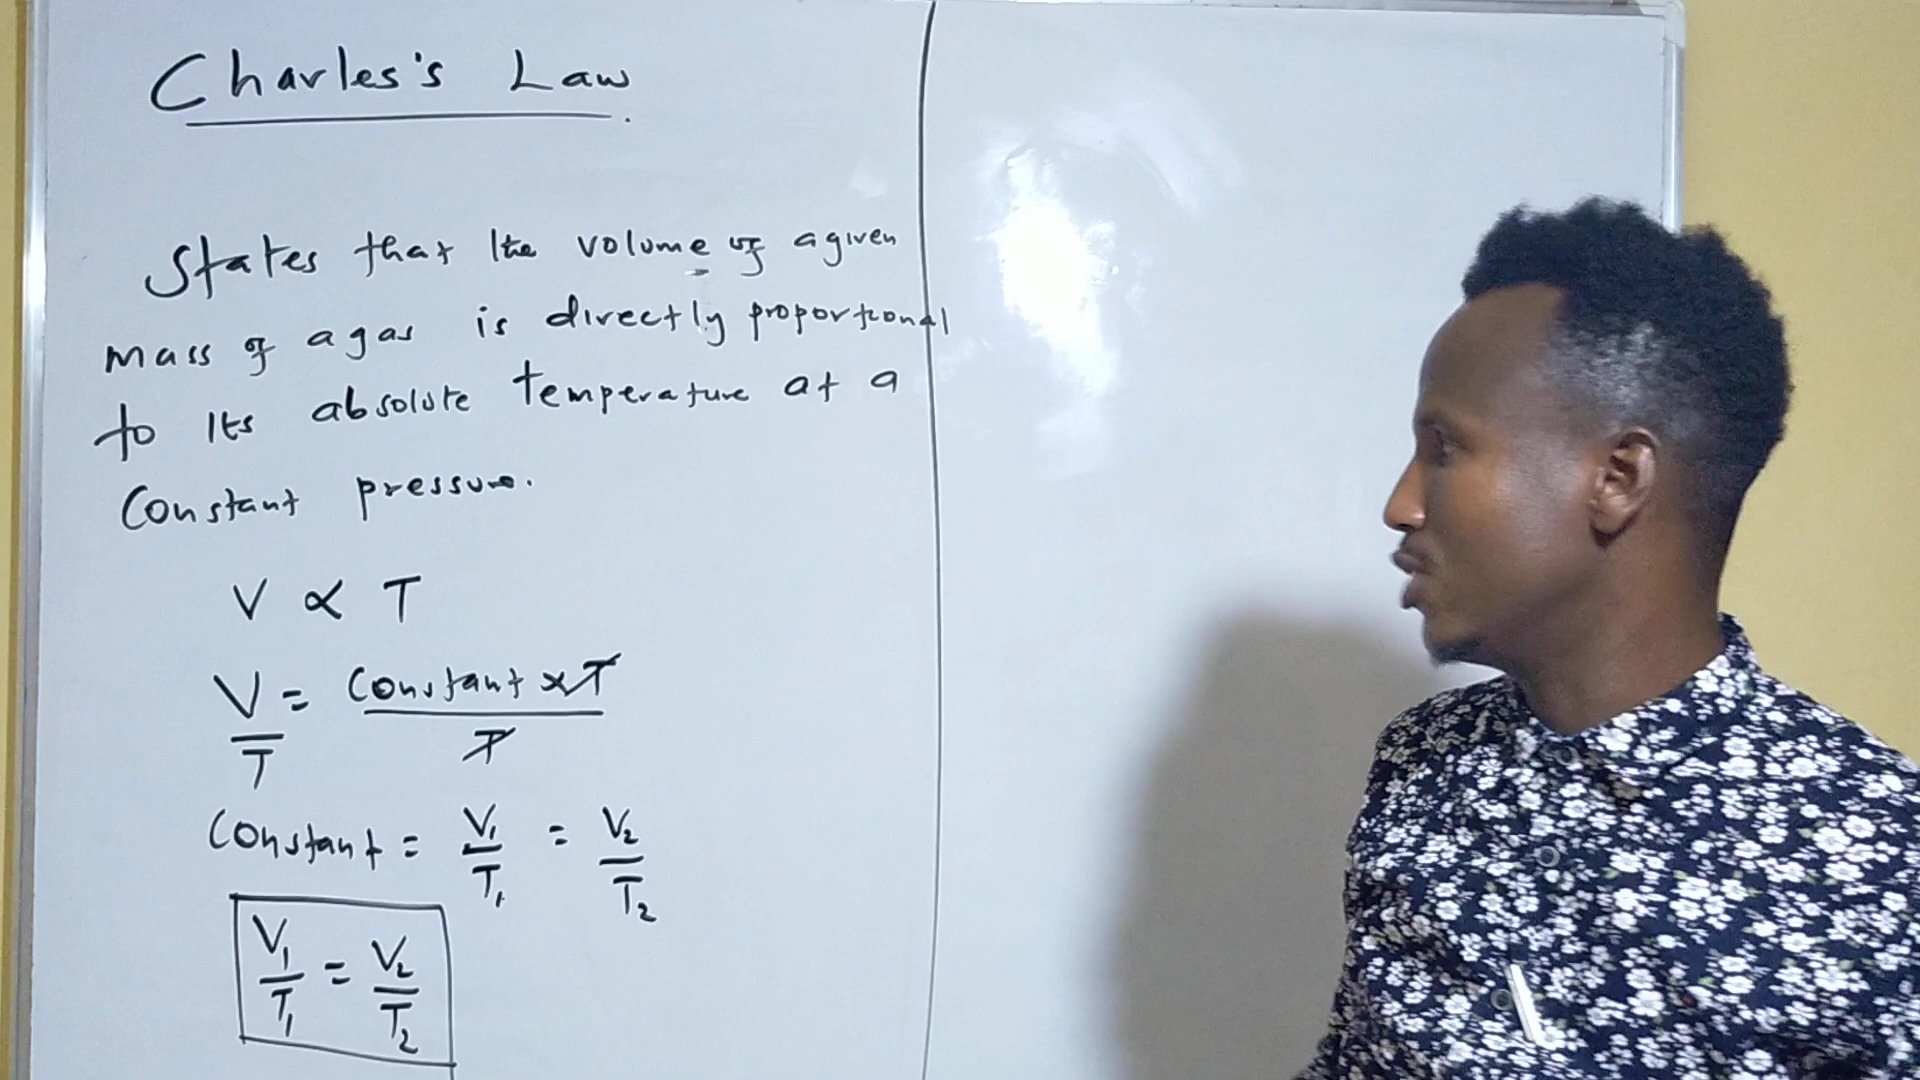 Charles's Law.
States that the volume of a given
mass of a gas is directly proportional
to its absolute temperature at a
Constant pressure.
V ∝ T
V/T = Constant × T/T
Constant = V₁/T₁ = V₂/T₂
V₁/T₁ = V₂/T₂